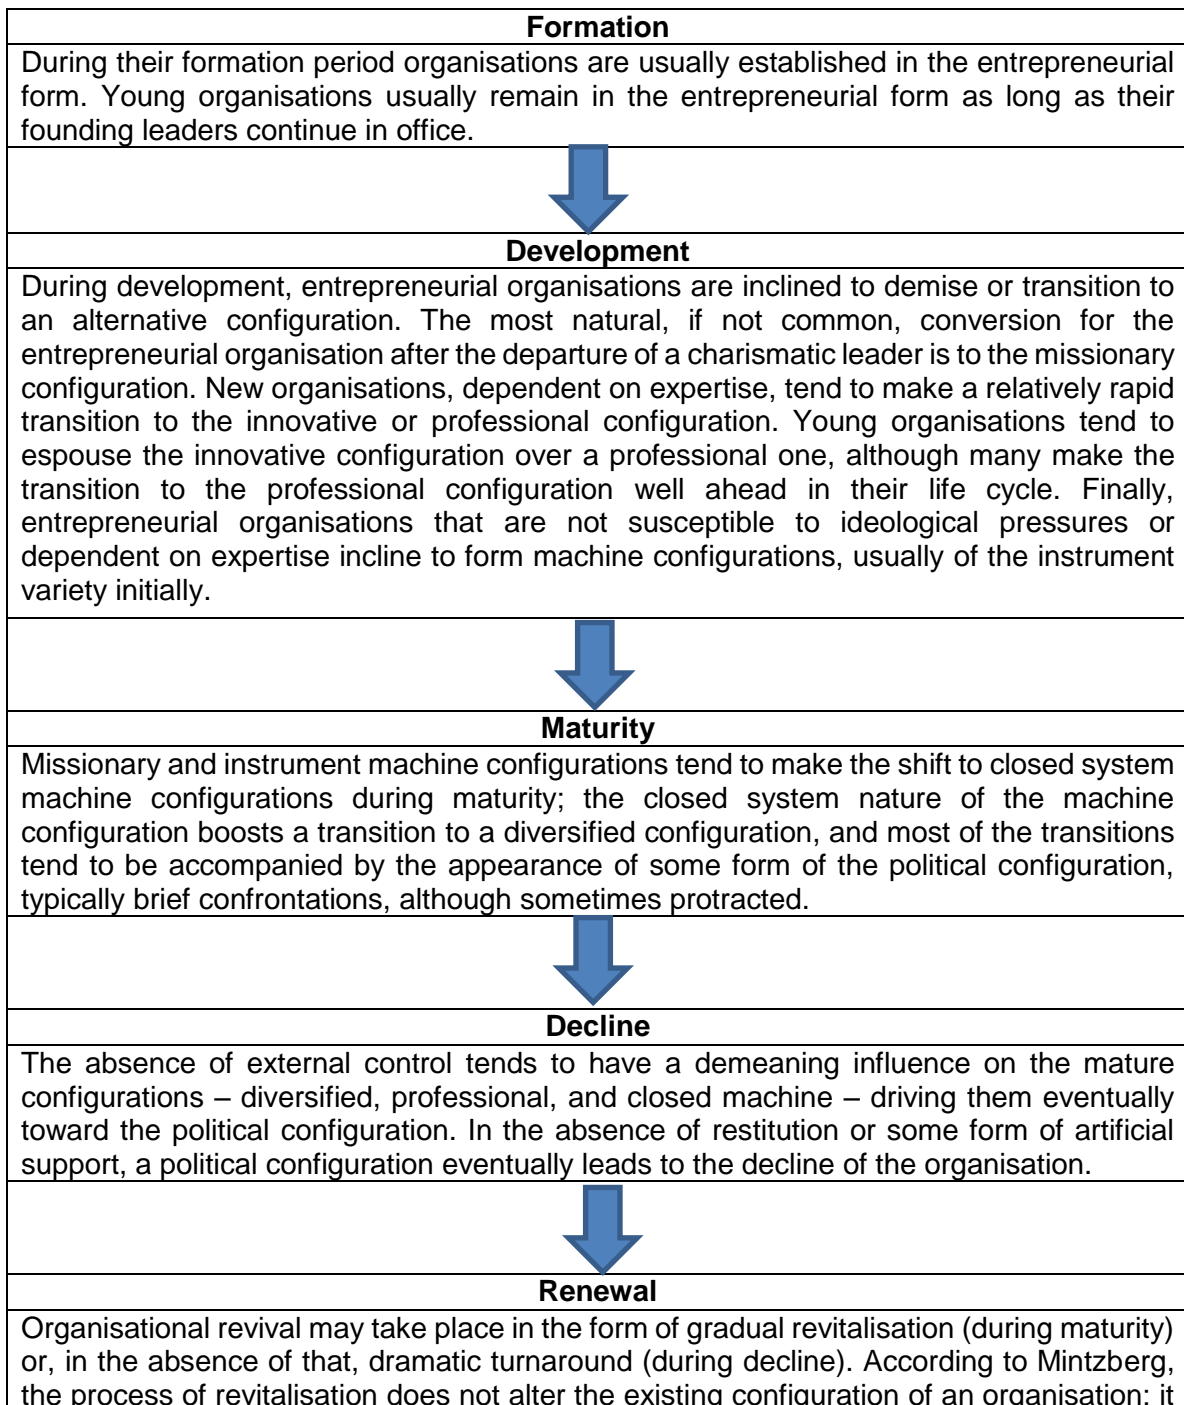 Formation
During their formation period organisations are usually established in the entrepreneurial
form. Young organisations usually remain in the entrepreneurial form as long as their
founding leaders continue in office.
Development
During development, entrepreneurial organisations are inclined to demise or transition to
an alternative configuration. The most natural, if not common, conversion for the
entrepreneurial organisation after the departure of a charismatic leader is to the missionary
configuration. New organisations, dependent on expertise, tend to make a relatively rapid
transition to the innovative or professional configuration. Young organisations tend to
espouse the innovative configuration over a professional one, although many make the
transition to the professional configuration well ahead in their life cycle. Finally,
entrepreneurial organisations that are not susceptible to ideological pressures or
dependent on expertise incline to form machine configurations, usually of the instrument
variety initially.
Maturity
Missionary and instrument machine configurations tend to make the shift to closed system
machine configurations during maturity; the closed system nature of the machine
configuration boosts a transition to a diversified configuration, and most of the transitions
tend to be accompanied by the appearance of some form of the political configuration,
typically brief confrontations, although sometimes protracted.
Decline
The absence of external control tends to have a demeaning influence on the mature
configurations – diversified, professional, and closed machine – driving them eventually
toward the political configuration. In the absence of restitution or some form of artificial
support, a political configuration eventually leads to the decline of the organisation.
Renewal
Organisational revival may take place in the form of gradual revitalisation (during maturity)
or, in the absence of that, dramatic turnaround (during decline). According to Mintzberg,
the process of revitalisation does not alter the existing configuration of an organisation; it